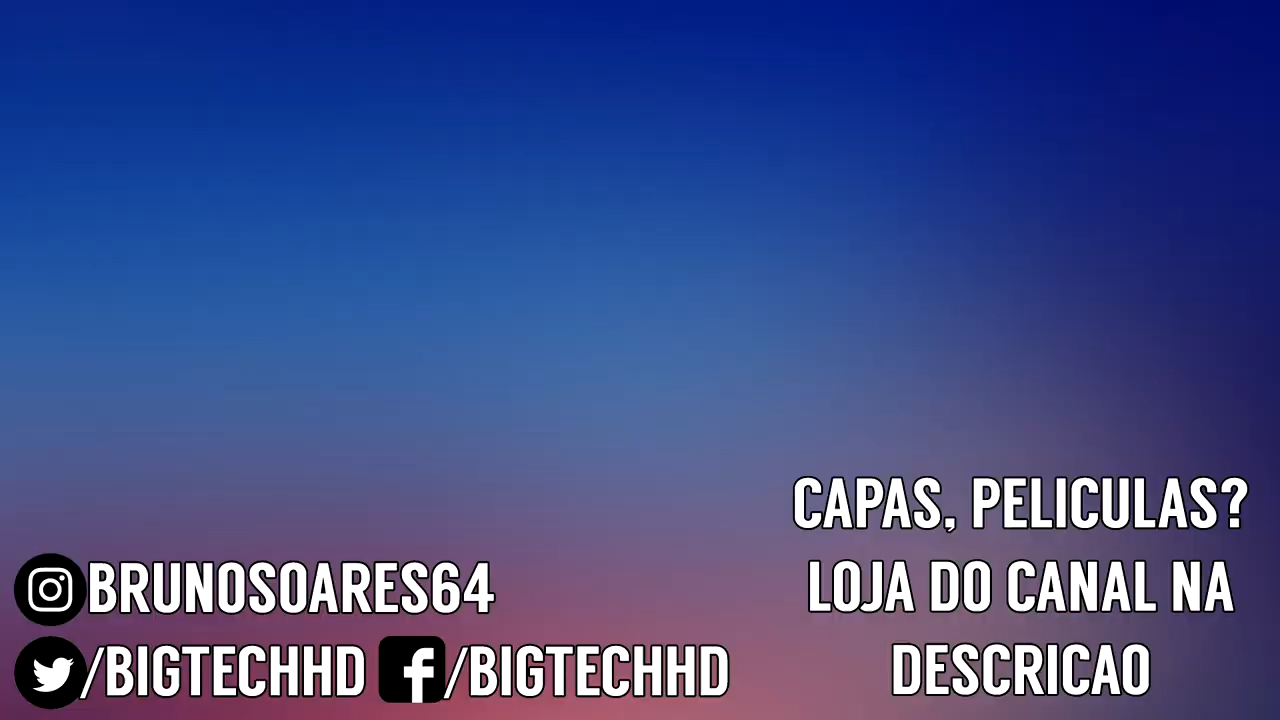 CAPAS, PELICULAS?
LOJA DO CANAL NA
DESCRICAO
BRUNOSOARES64
/BIGTECHHD /BIGTECHHD